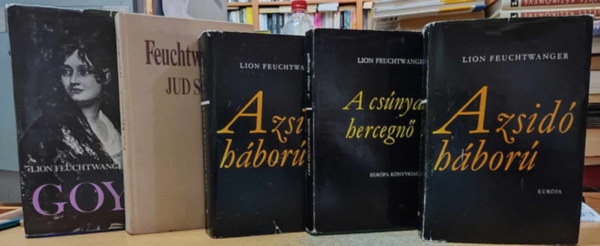 LION FEUCHTWANGER
GOY
Feuchtw
JUD S
LION FEUCHTWA
A zsi
háború
LION FEUCHTWANGER
A csúnya
hercegnő
EURÓPA KÖNYVKIADÓ
LION FEUCHTWANGER
A zsidó
háború
EURÓPA